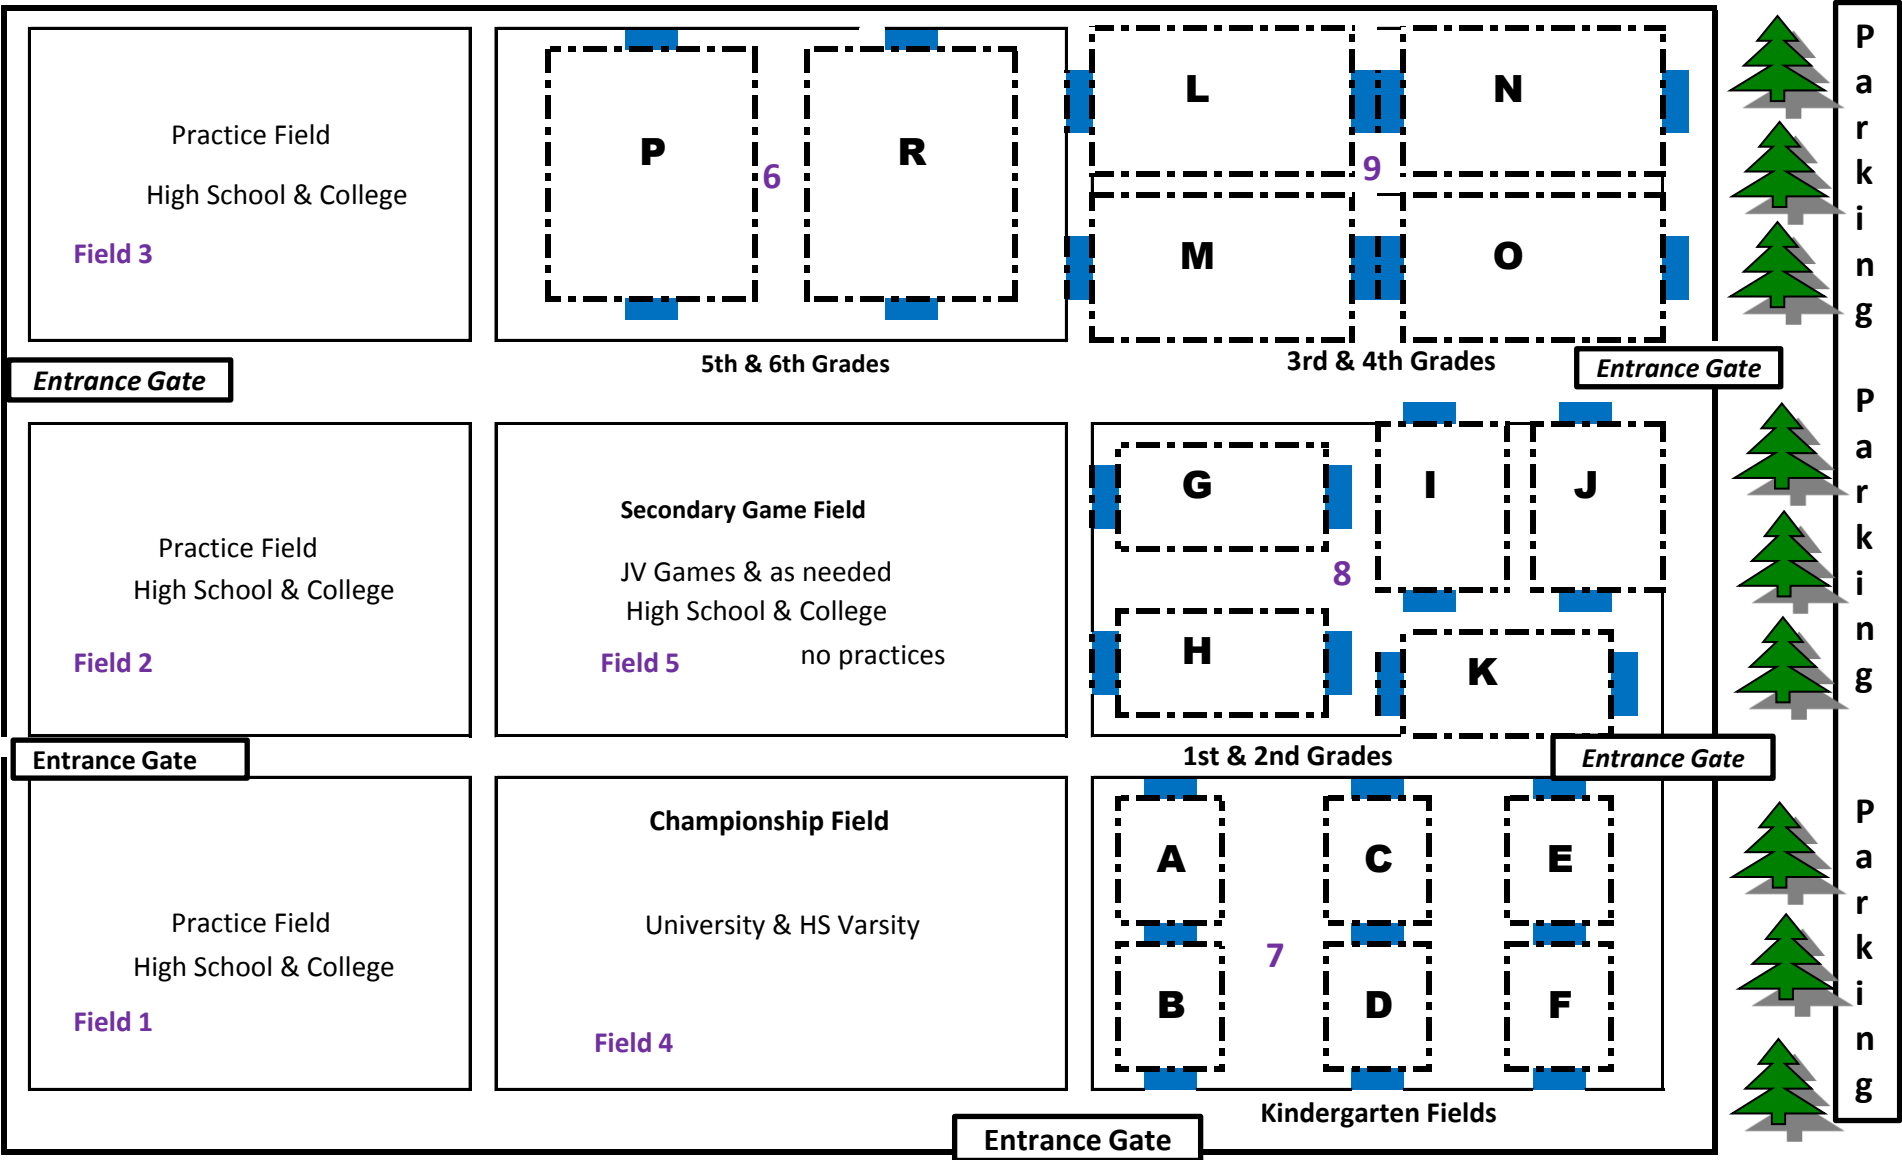 Practice Field
High School & College
Field 3
P
6
R
L
N
9
M
O
5th & 6th Grades
3rd & 4th Grades
Entrance Gate
Entrance Gate
Practice Field
High School & College
Field 2
Secondary Game Field
JV Games & as needed
High School & College
no practices
Field 5
G
I
J
8
H
K
1st & 2nd Grades
Entrance Gate
Entrance Gate
Practice Field
High School & College
Field 1
Championship Field
University & HS Varsity
Field 4
A
C
E
7
B
D
F
Kindergarten Fields
Entrance Gate
Parking
Parking
Parking